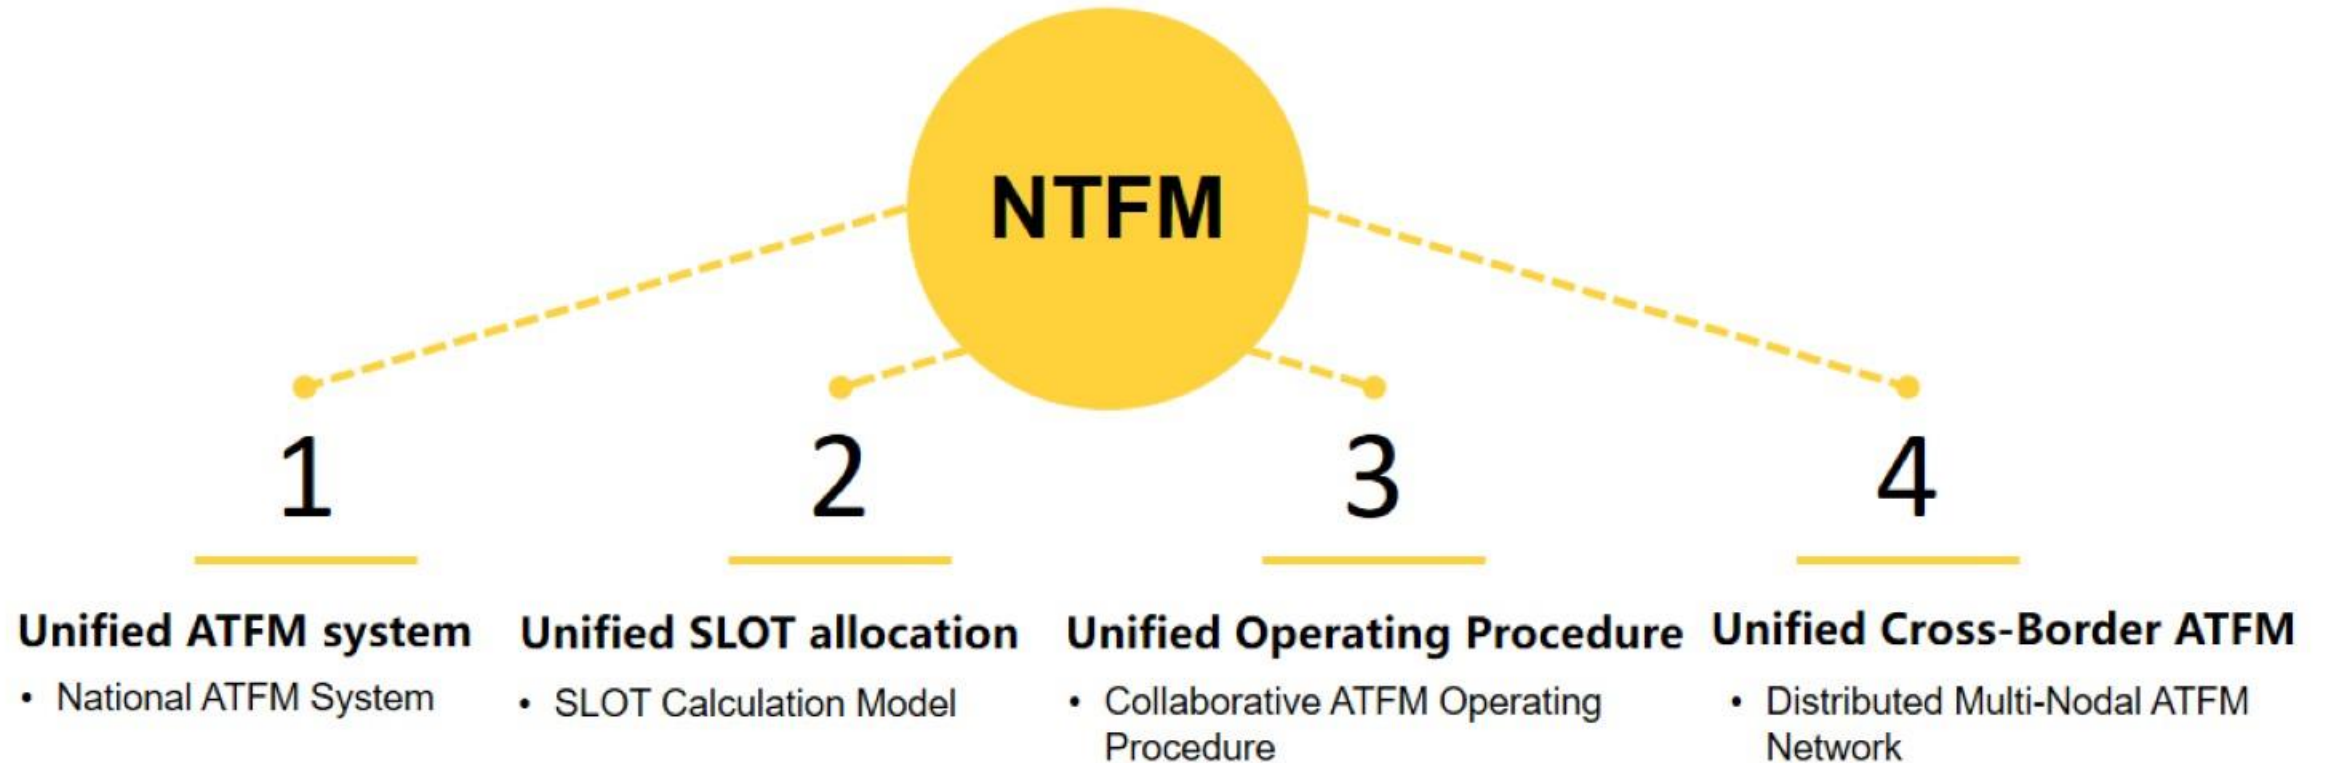 NTFM
1
2
3
4
Unified ATFM system
• National ATFM System
Unified SLOT allocation
• SLOT Calculation Model
Unified Operating Procedure
• Collaborative ATFM Operating
Procedure
Unified Cross-Border ATFM
• Distributed Multi-Nodal ATFM
Network